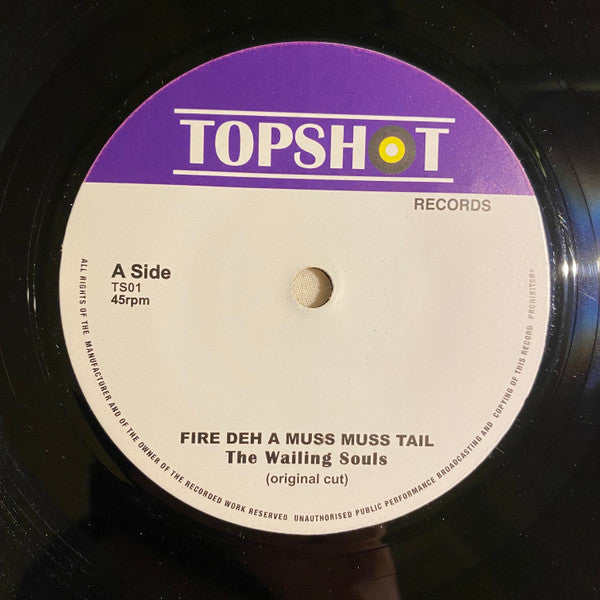 TOPSHOT
RECORDS
A Side
TS01
45rpm
FIRE DEH A MUSS MUSS TAIL
The Wailing Souls
(original cut)
ALL RIGHTS OF THE MANUFACTURER AND OF THE OWNER OF THE RECORDED WORK RESERVED UNAUTHORISED PUBLIC PERFORMANCE BROADCASTING AND COPYING OF THIS RECORD PROHIBITED